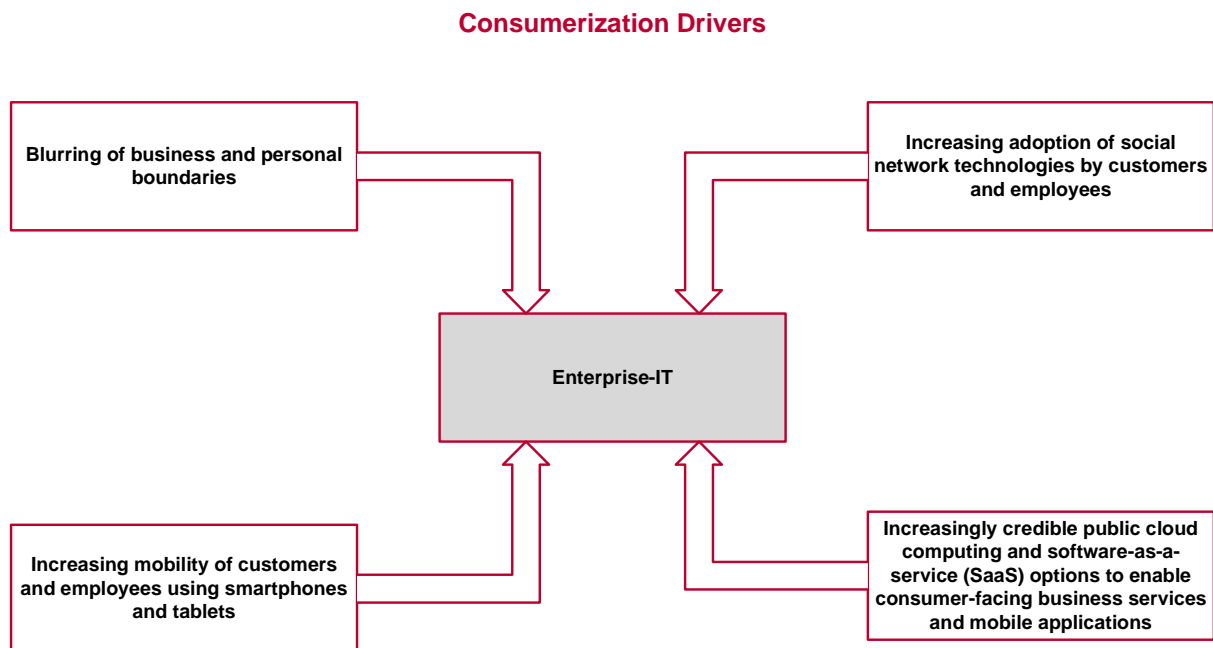 Consumerization Drivers
Blurring of business and personal
boundaries
Increasing adoption of social
network technologies by customers
and employees
Enterprise-IT
Increasing mobility of customers
and employees using smartphones
and tablets
Increasingly credible public cloud
computing and software-as-a-
service (SaaS) options to enable
consumer-facing business services
and mobile applications